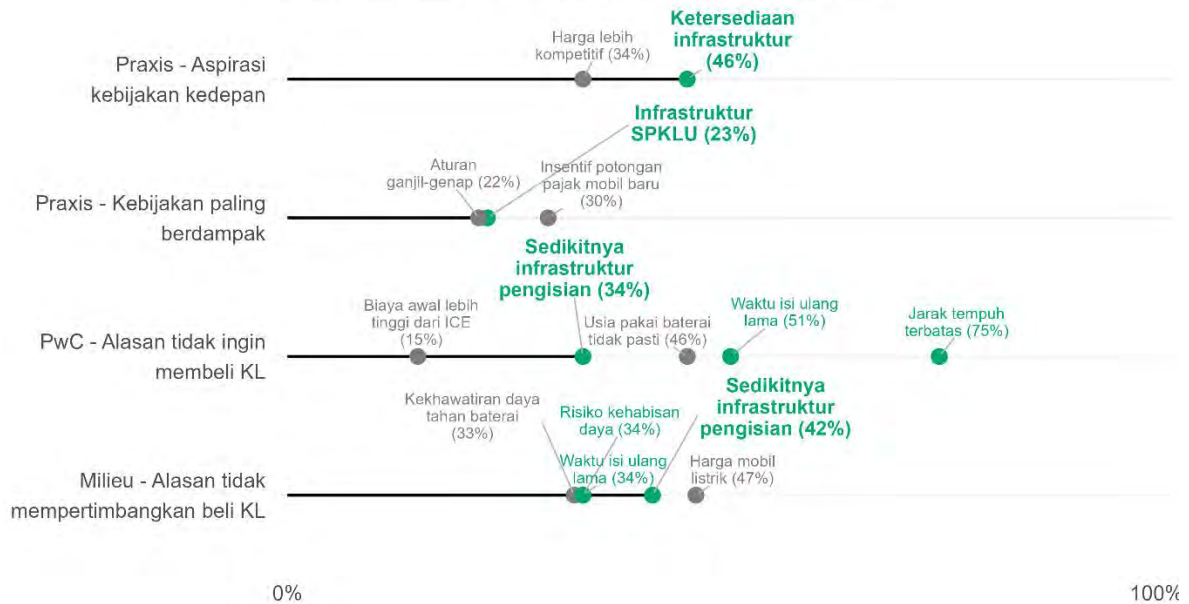 Ketersediaan
infrastruktur
(46%)
Harga lebih
kompetitif (34%)
Praxis - Aspirasi
kebijakan kedepan
Infrastruktur
SPKLU (23%)
Aturan
ganjil-genap (22%)
Insentif potongan
pajak mobil baru
(30%)
Praxis - Kebijakan paling
berdampak
Sedikitnya
infrastruktur
pengisian (34%)
Biaya awal lebih
tinggi dari ICE
(15%)
Usia pakai baterai
tidak pasti (46%)
Waktu isi ulang
lama (51%)
Jarak tempuh
terbatas (75%)
PwC - Alasan tidak ingin
membeli KL
Sedikitnya
infrastruktur
pengisian (42%)
Kekhawatiran daya
tahan baterai
(33%)
Risiko kehabisan
daya (34%)
Waktu isi ulang
lama (34%)
Harga mobil
listrik (47%)
Milieu - Alasan tidak
mempertimbangkan beli KL
0%
100%